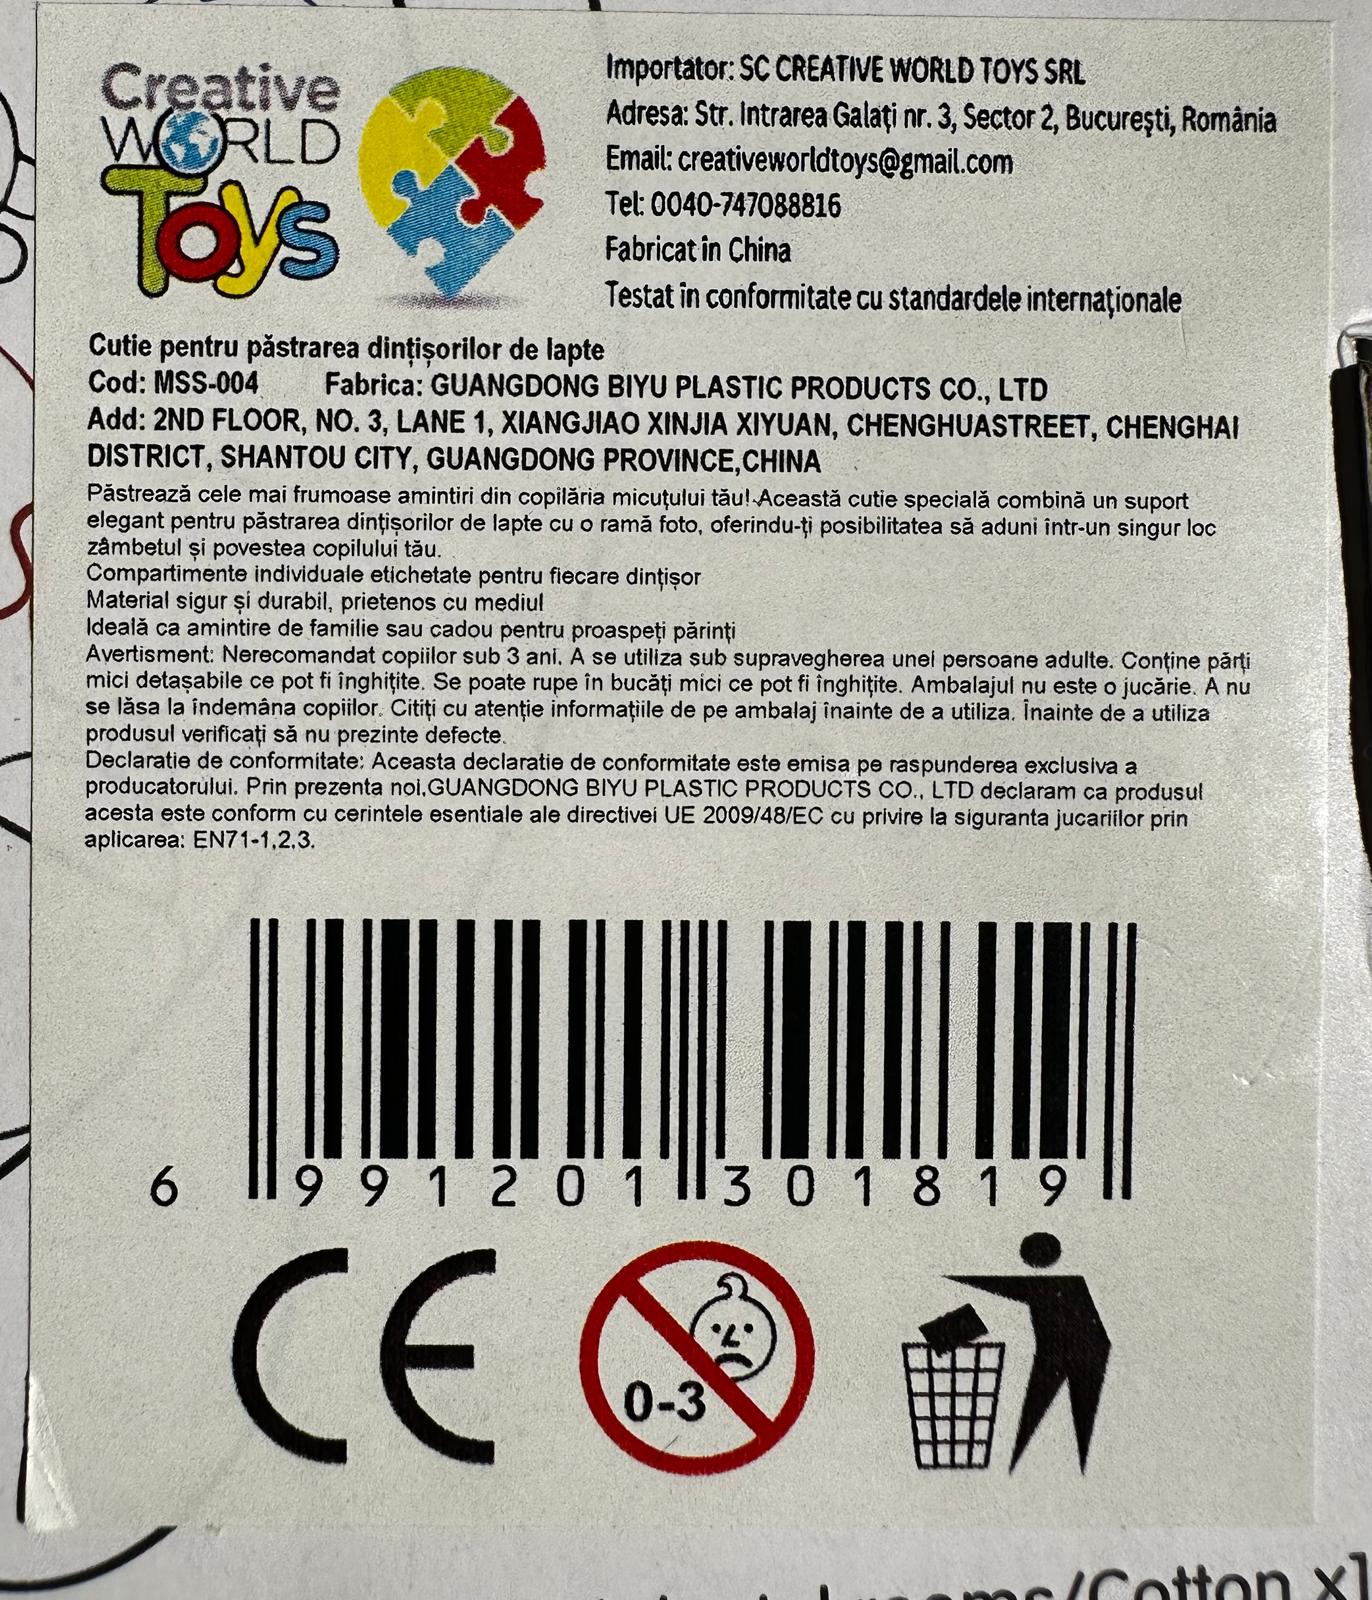 Creative
WORLD
Toys
Importator: SC CREATIVE WORLD TOYS SRL
Adresa: Str. Intrarea Galați nr. 3, Sector 2, București, România
Email: creativeworldtoys@gmail.com
Tel: 0040-747088816
Fabricat în China
Testat în conformitate cu standardele internaționale
Cutie pentru păstrarea dințișorilor de lapte
Cod: MSS-004 Fabrica: GUANGDONG BIYU PLASTIC PRODUCTS CO., LTD
Add: 2ND FLOOR, NO. 3, LANE 1, XIANGJIAO XINJIA XIYUAN, CHENGHUASTREET, CHENGHAI
DISTRICT, SHANTOU CITY, GUANGDONG PROVINCE,CHINA
Păstrează cele mai frumoase amintiri din copilăria micuțului tău! Această cutie specială combină un suport
elegant pentru păstrarea dințișorilor de lapte cu o ramă foto, oferindu-ți posibilitatea să aduni într-un singur loc
zâmbetul și povestea copilului tău.
Compartimente individuale etichetate pentru fiecare dințișor
Material sigur și durabil, prietenos cu mediul
Ideală ca amintire de familie sau cadou pentru proaspeți părinți
Avertisment: Nerecomandat copiilor sub 3 ani. A se utiliza sub supravegherea unei persoane adulte. Conține părți
mici detașabile ce pot fi înghițite. Se poate rupe în bucăți mici ce pot fi înghițite. Ambalajul nu este o jucărie. A nu
se lăsa la îndemâna copiilor. Citiți cu atenție informațiile de pe ambalaj înainte de a utiliza. Înainte de a utiliza
produsul verificați să nu prezinte defecte.
Declaratie de conformitate: Aceasta declaratie de conformitate este emisa pe raspunderea exclusiva a
producatorului. Prin prezenta noi,GUANGDONG BIYU PLASTIC PRODUCTS CO., LTD declaram ca produsul
acesta este conform cu cerintele esentiale ale directivei UE 2009/48/EC cu privire la siguranta jucariilor prin
aplicarea: EN71-1,2,3.
6 991201 301819
CE
0-3
/Cotton x1